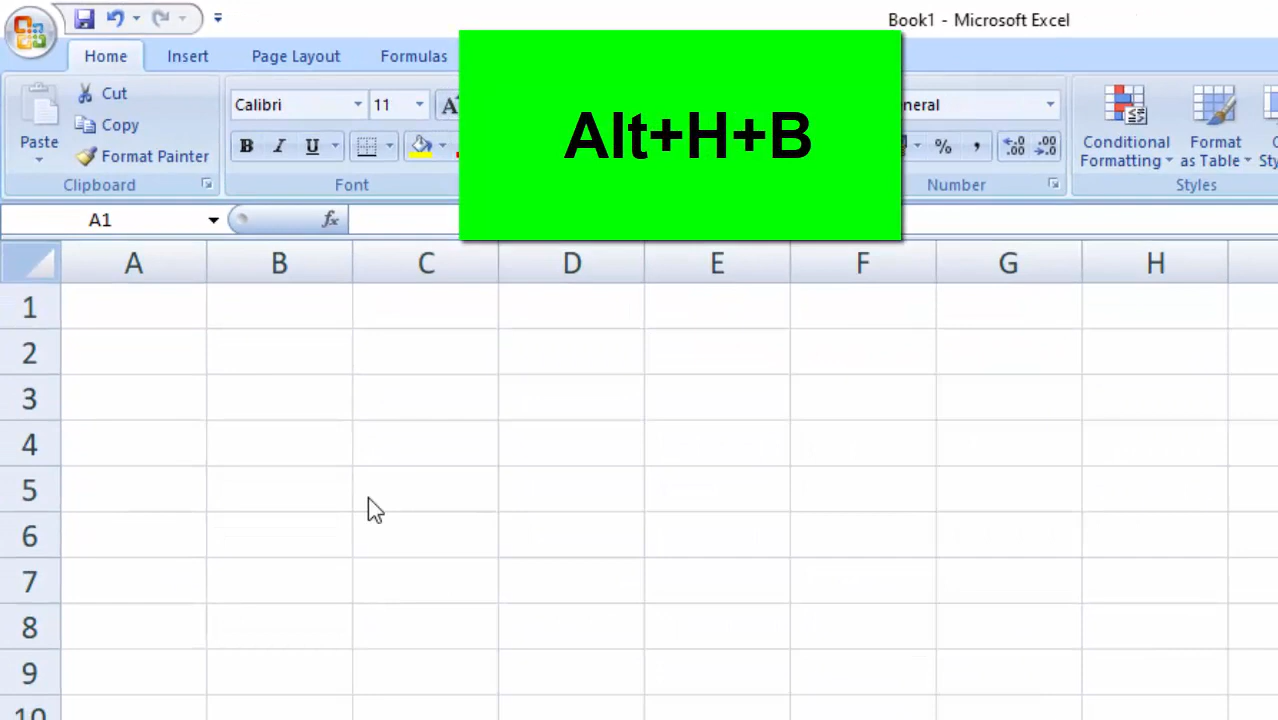 Book1 - Microsoft Excel
Home Insert Page Layout Formulas
Alt+H+B
Paste
Cut
Copy
Format Painter
Clipboard
Calibri 11 A
B I U
Font
neral
% , .00 .00
Number
Conditional Formatting
Format as Table
Styles
A1 fx
A B C D E F G H
1
2
3
4
5
6
7
8
9
10